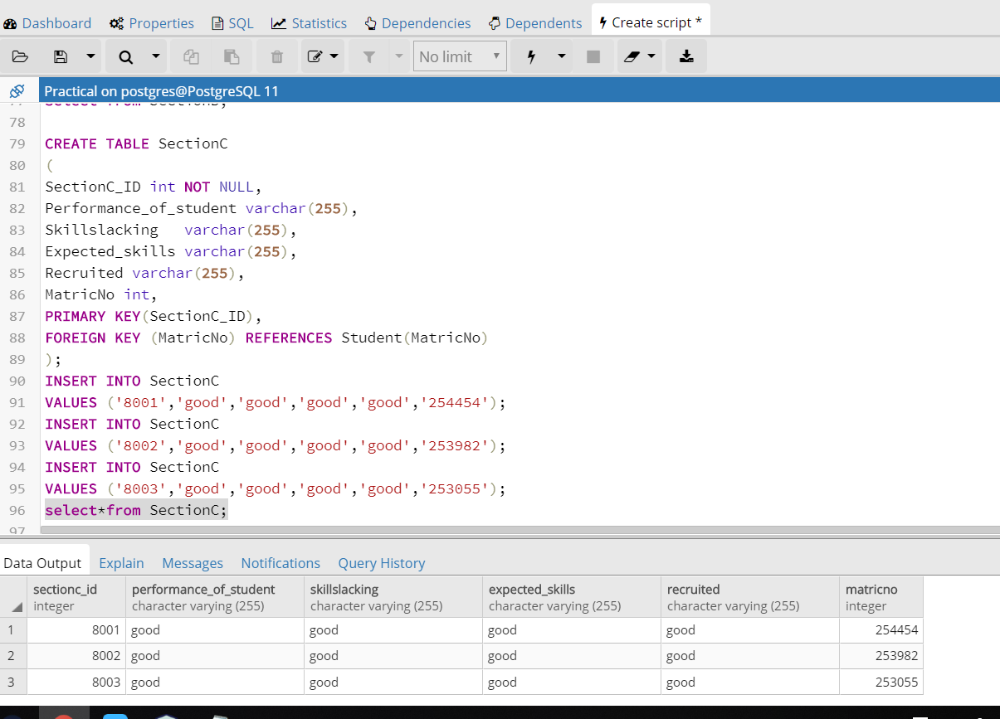 Dashboard Properties SQL Statistics Dependencies Dependents Create script *
No limit
Practical on postgres@PostgreSQL 11
78
79 CREATE TABLE SectionC
80 (
81 SectionC_ID int NOT NULL,
82 Performance_of_student varchar(255),
83 Skillslacking   varchar(255),
84 Expected_skills varchar(255),
85 Recruited varchar(255),
86 MatricNo int,
87 PRIMARY KEY(SectionC_ID),
88 FOREIGN KEY (MatricNo) REFERENCES Student(MatricNo)
89 );
90 INSERT INTO SectionC
91 VALUES ('8001','good','good','good','good','254454');
92 INSERT INTO SectionC
93 VALUES ('8002','good','good','good','good','253982');
94 INSERT INTO SectionC
95 VALUES ('8003','good','good','good','good','253055');
96 select*from SectionC;
97
Data Output Explain Messages Notifications Query History
sectionc_id performance_of_student skillslacking expected_skills recruited matricno
integer character varying (255) character varying (255) character varying (255) character varying (255) integer
1 8001 good good good good 254454
2 8002 good good good good 253982
3 8003 good good good good 253055